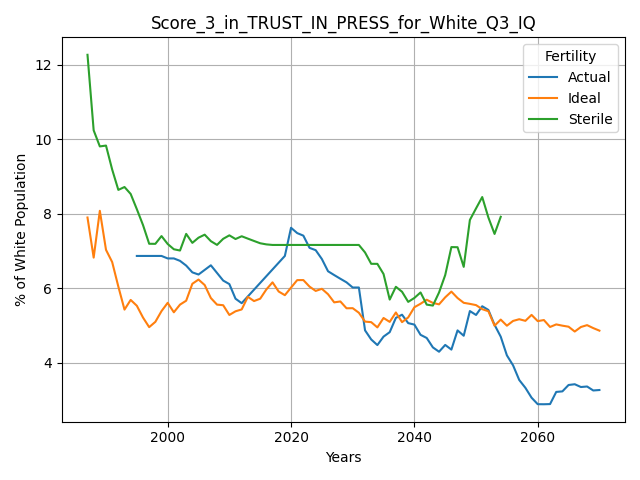 Score_3_in_TRUST_IN_PRESS_for_White_Q3_IQ
Fertility
Actual
Ideal
Sterile
% of White Population
12
10
8
6
4
2000
2020
2040
2060
Years